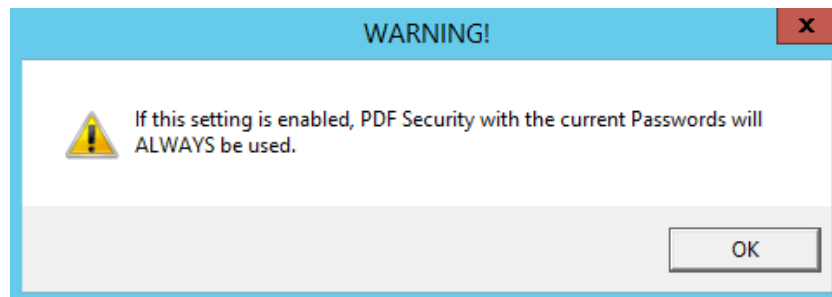 WARNING!
x
If this setting is enabled, PDF Security with the current Passwords will
ALWAYS be used.
OK